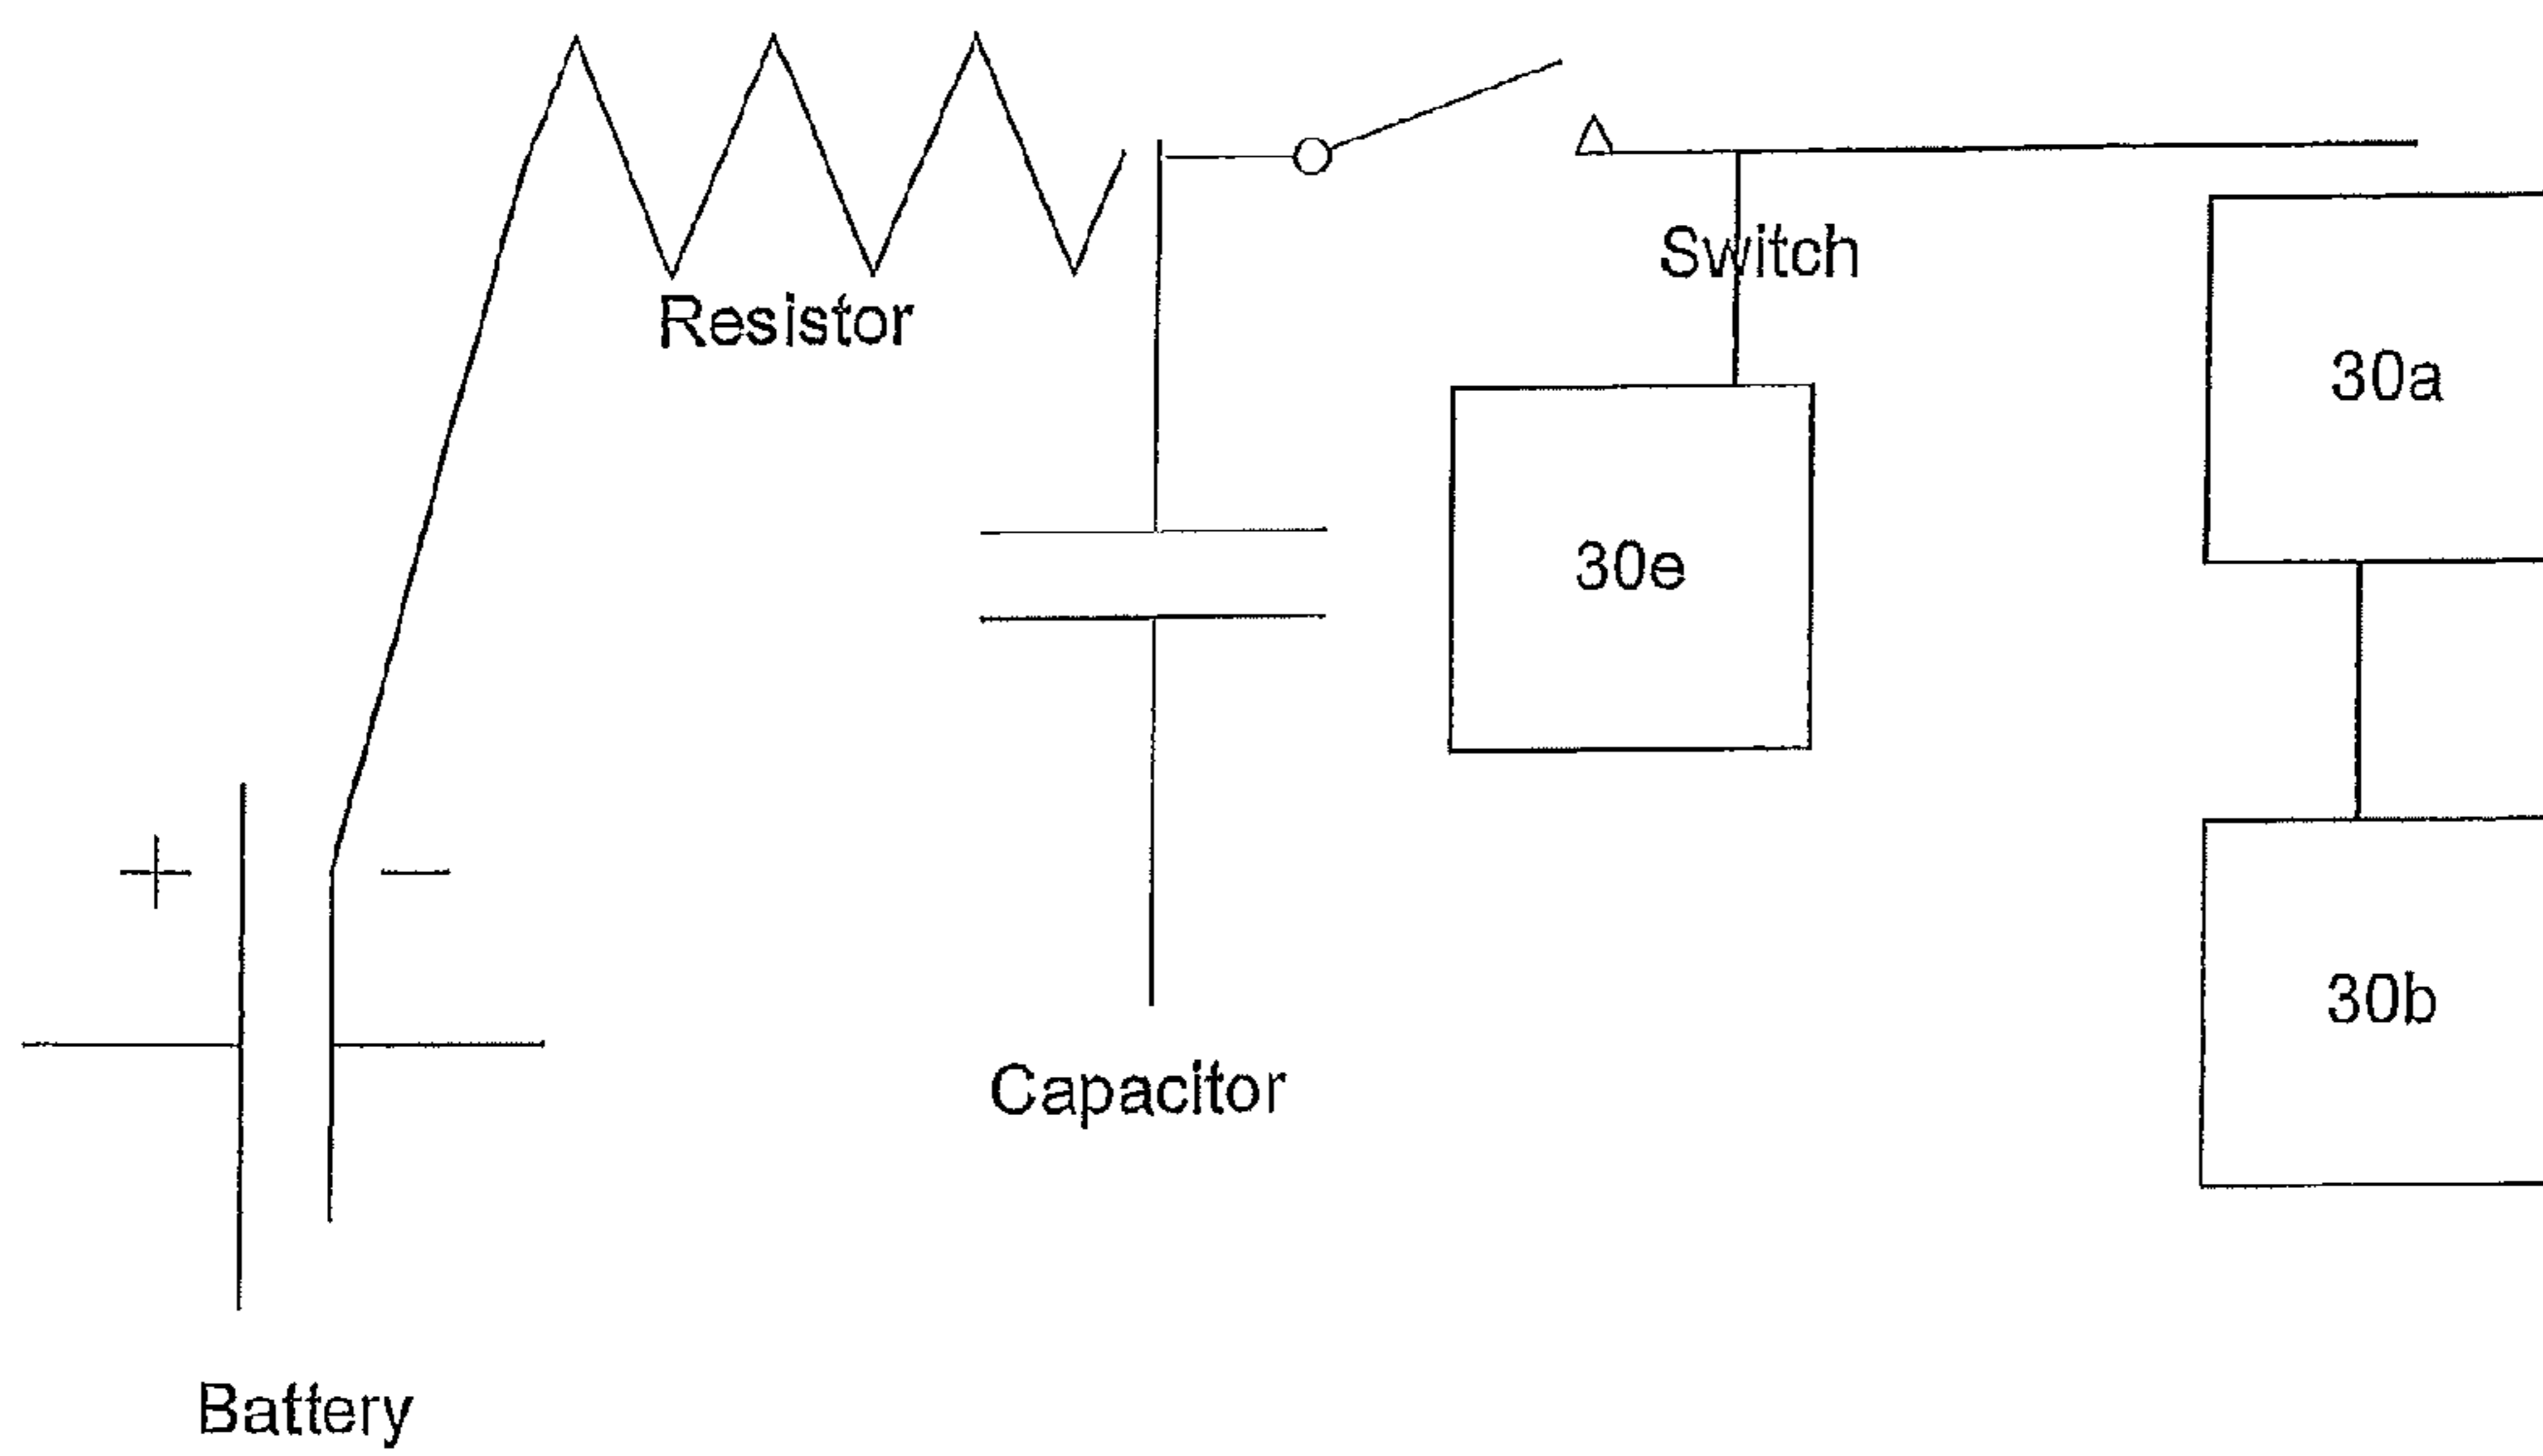 Switch
Resistor
30a
30e
+ −
30b
Capacitor
Battery